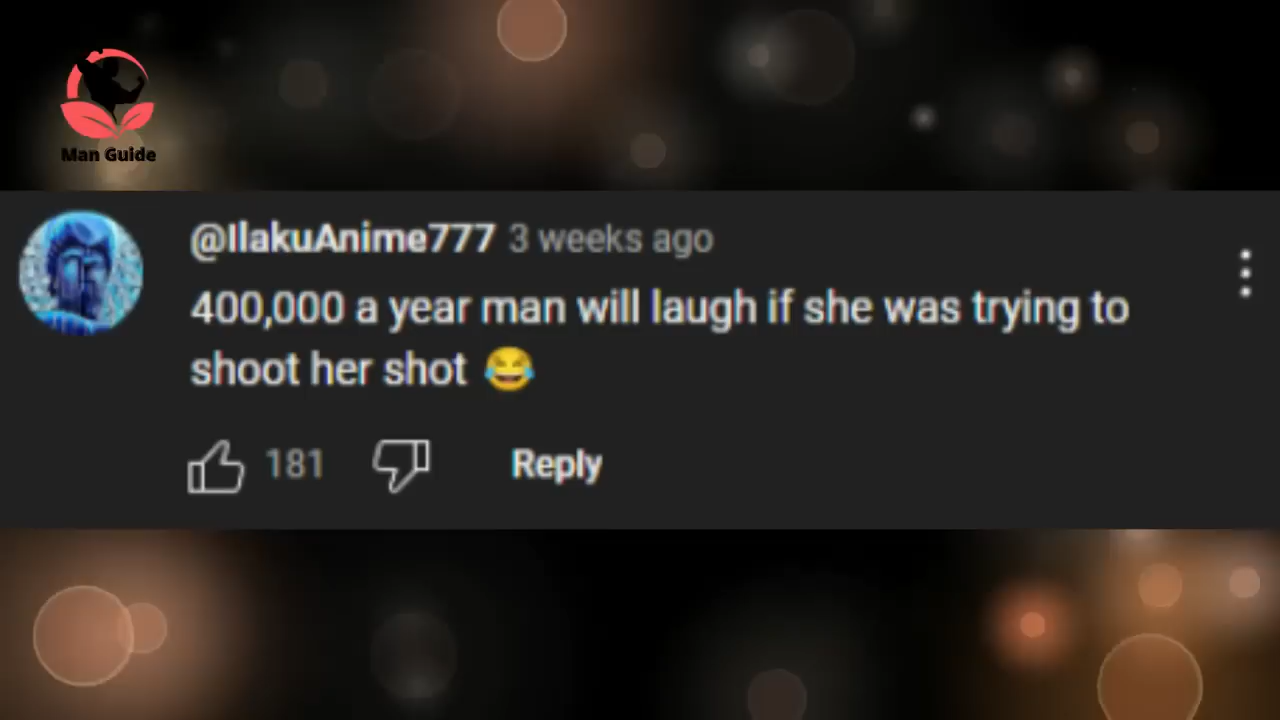 Man Guide
@IlakuAnime777 3 weeks ago
400,000 a year man will laugh if she was trying to
shoot her shot 😂
181 Reply